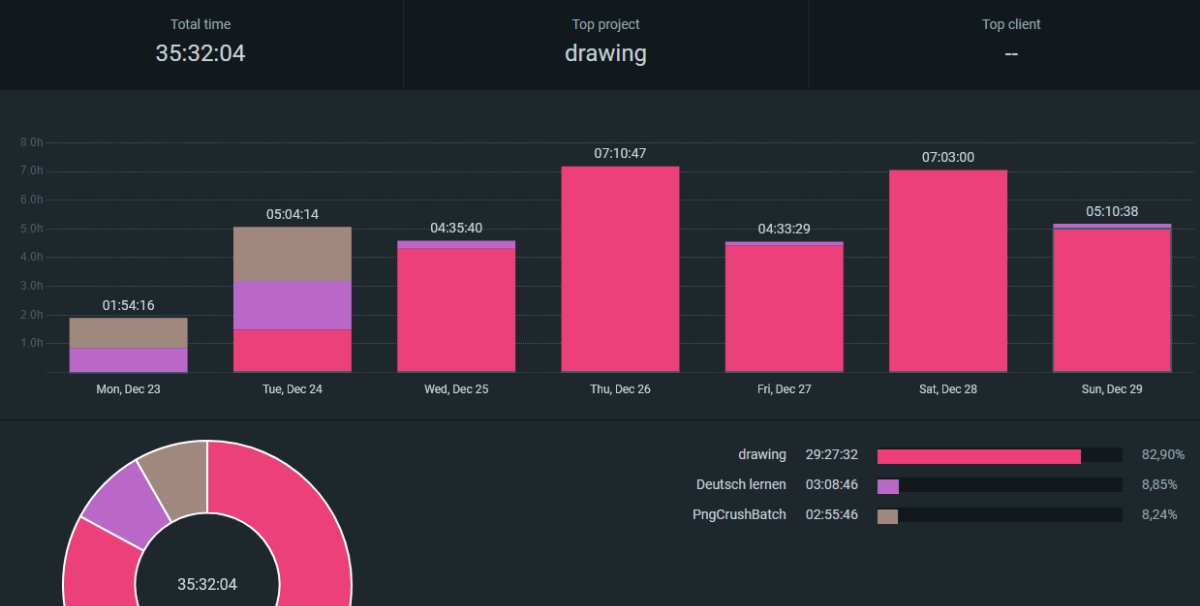 Total time
Top project
Top client
35:32:04
drawing
--
8.0h
7.0h
6.0h
5.0h
4.0h
3.0h
2.0h
1.0h
01:54:16
05:04:14
04:35:40
07:10:47
04:33:29
07:03:00
05:10:38
Mon, Dec 23
Tue, Dec 24
Wed, Dec 25
Thu, Dec 26
Fri, Dec 27
Sat, Dec 28
Sun, Dec 29
drawing 29:27:32 82,90%
Deutsch lernen 03:08:46 8,85%
PngCrushBatch 02:55:46 8,24%
35:32:04